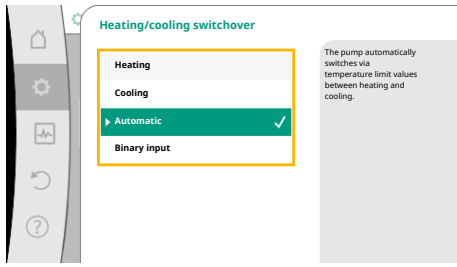 Heating/cooling switchover
Heating
Cooling
Automatic
Binary input
The pump automatically
switches via
temperature limit values
between heating and
cooling.
?